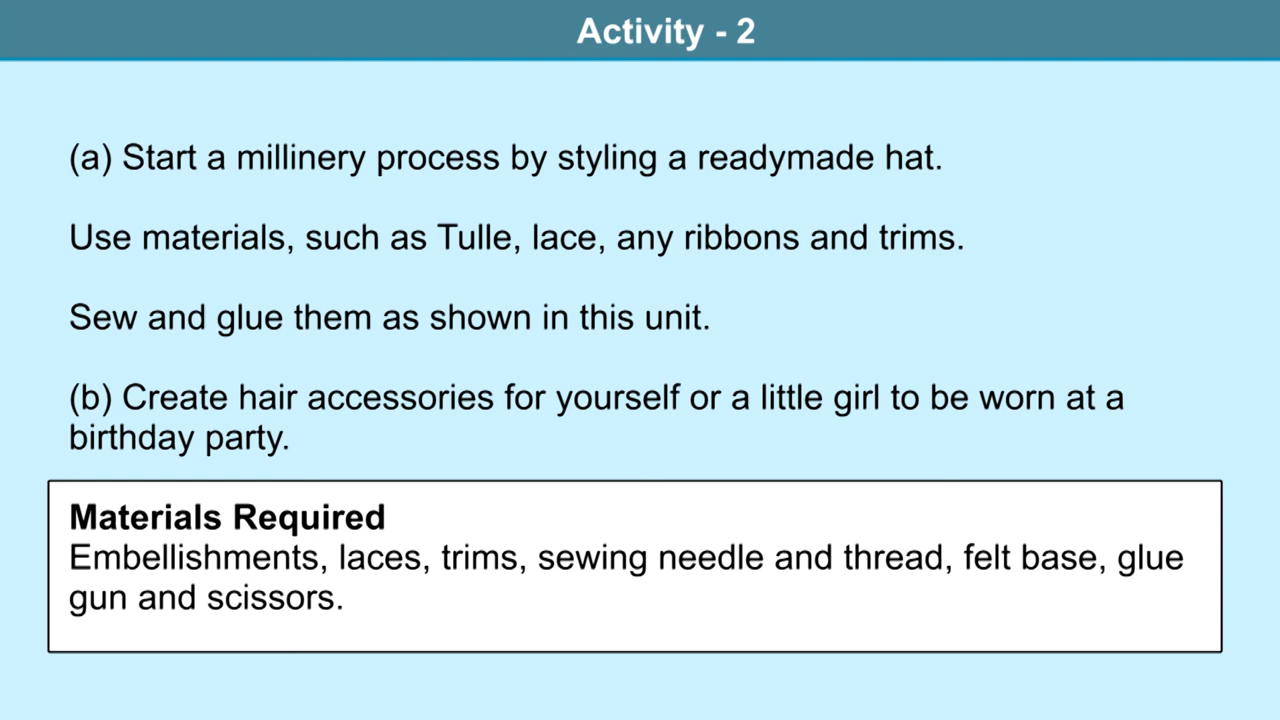 Activity - 2
(a) Start a millinery process by styling a readymade hat.
Use materials, such as Tulle, lace, any ribbons and trims.
Sew and glue them as shown in this unit.
(b) Create hair accessories for yourself or a little girl to be worn at a
birthday party.
Materials Required
Embellishments, laces, trims, sewing needle and thread, felt base, glue
gun and scissors.